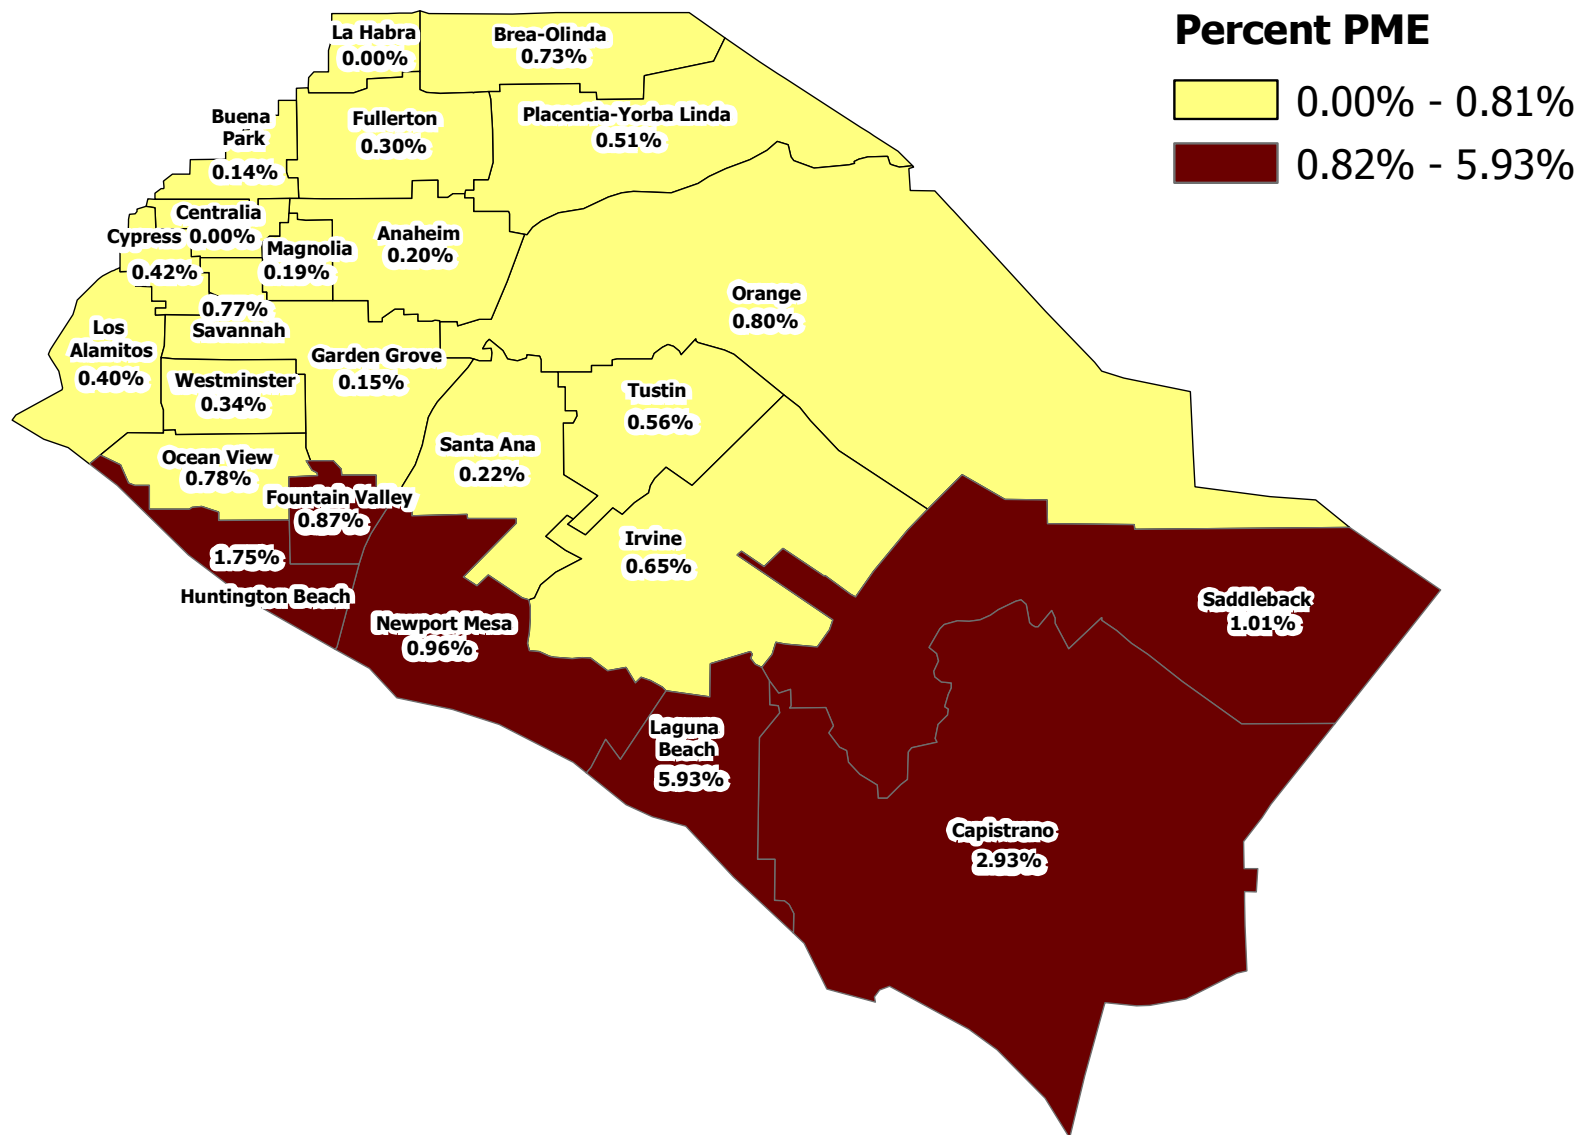 Percent PME
0.00% - 0.81%
0.82% - 5.93%
La Habra
0.00%
Brea-Olinda
0.73%
Buena
Park
0.14%
Fullerton
0.30%
Placentia-Yorba Linda
0.51%
Centralia
0.00%
Cypress
0.42%
Magnolia
0.19%
Anaheim
0.20%
0.77%
Savannah
Orange
0.80%
Los
Alamitos
0.40%
Garden Grove
0.15%
Westminster
0.34%
Tustin
0.56%
Santa Ana
0.22%
Ocean View
0.78%
Fountain Valley
0.87%
Irvine
0.65%
1.75%
Huntington Beach
Newport Mesa
0.96%
Saddleback
1.01%
Laguna
Beach
5.93%
Capistrano
2.93%